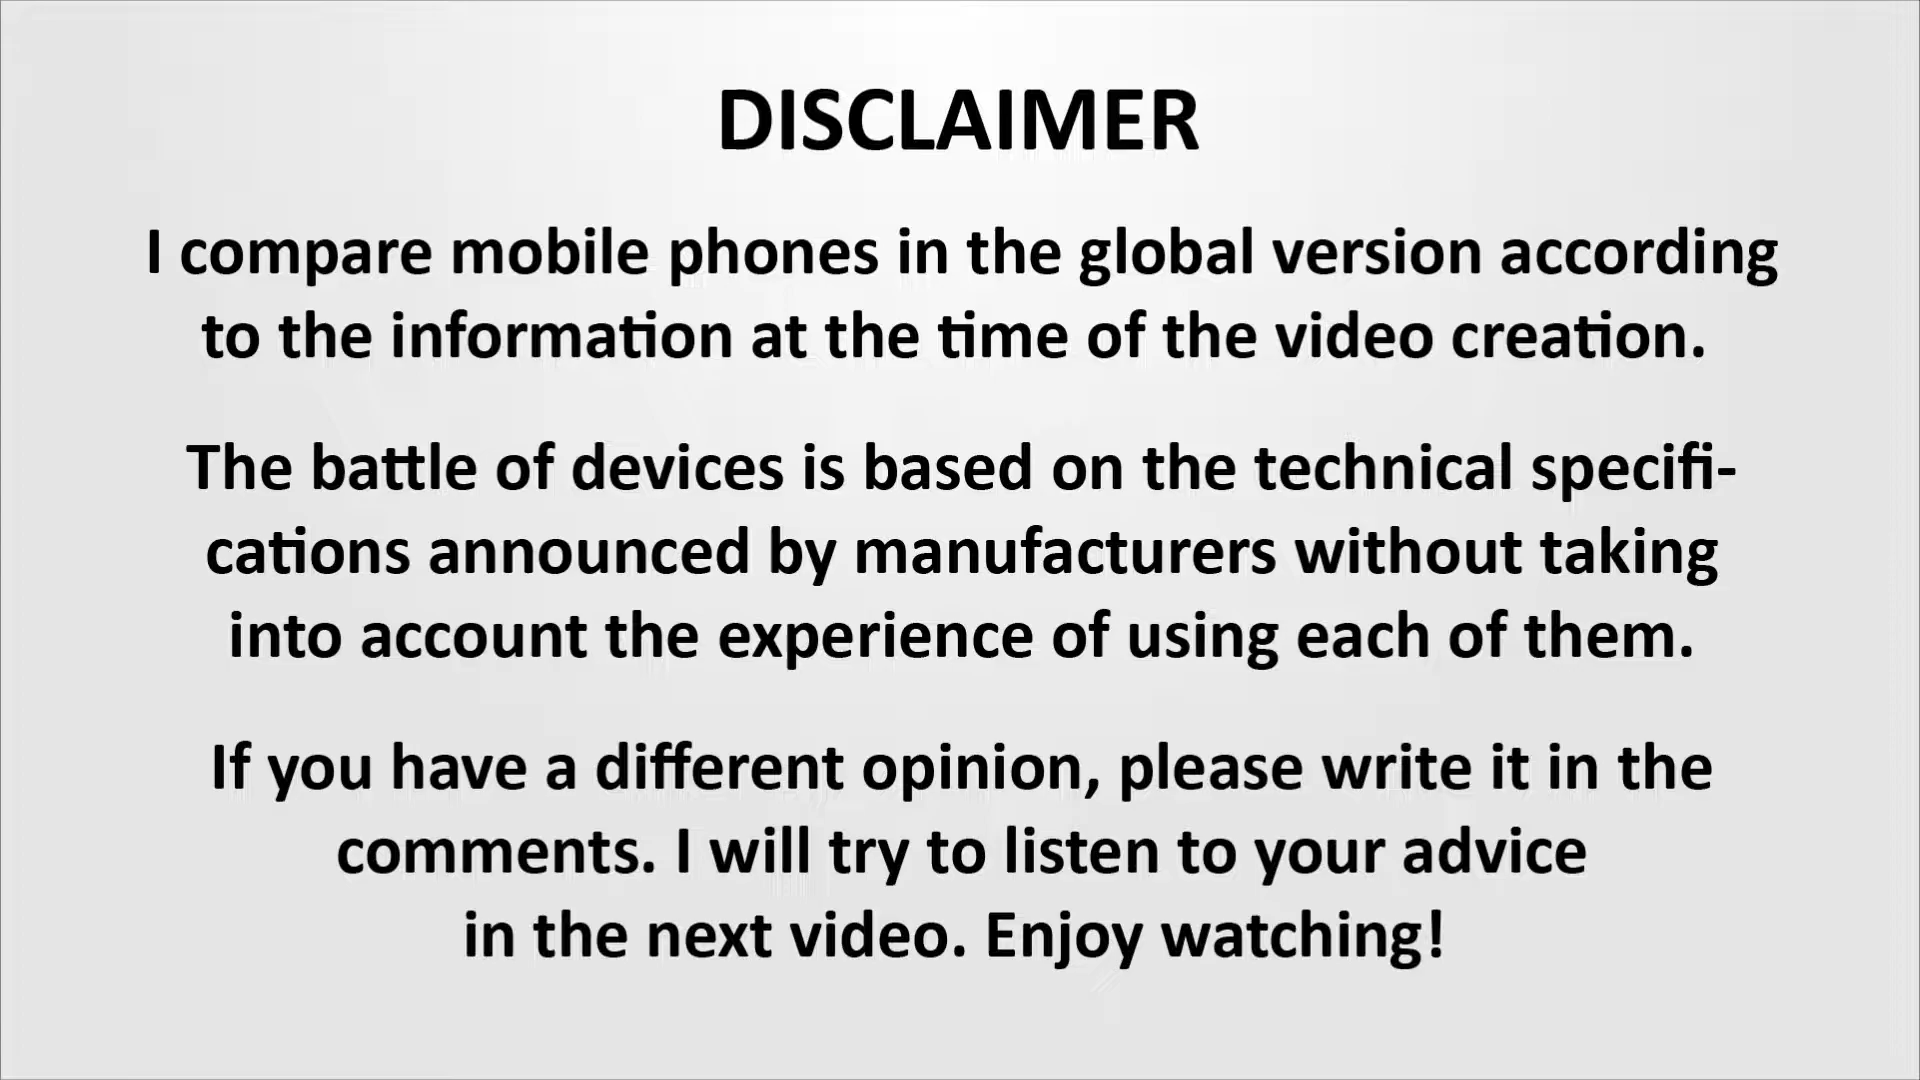 DISCLAIMER
I compare mobile phones in the global version according
to the information at the time of the video creation.
The battle of devices is based on the technical specifi-
cations announced by manufacturers without taking
into account the experience of using each of them.
If you have a different opinion, please write it in the
comments. I will try to listen to your advice
in the next video. Enjoy watching!